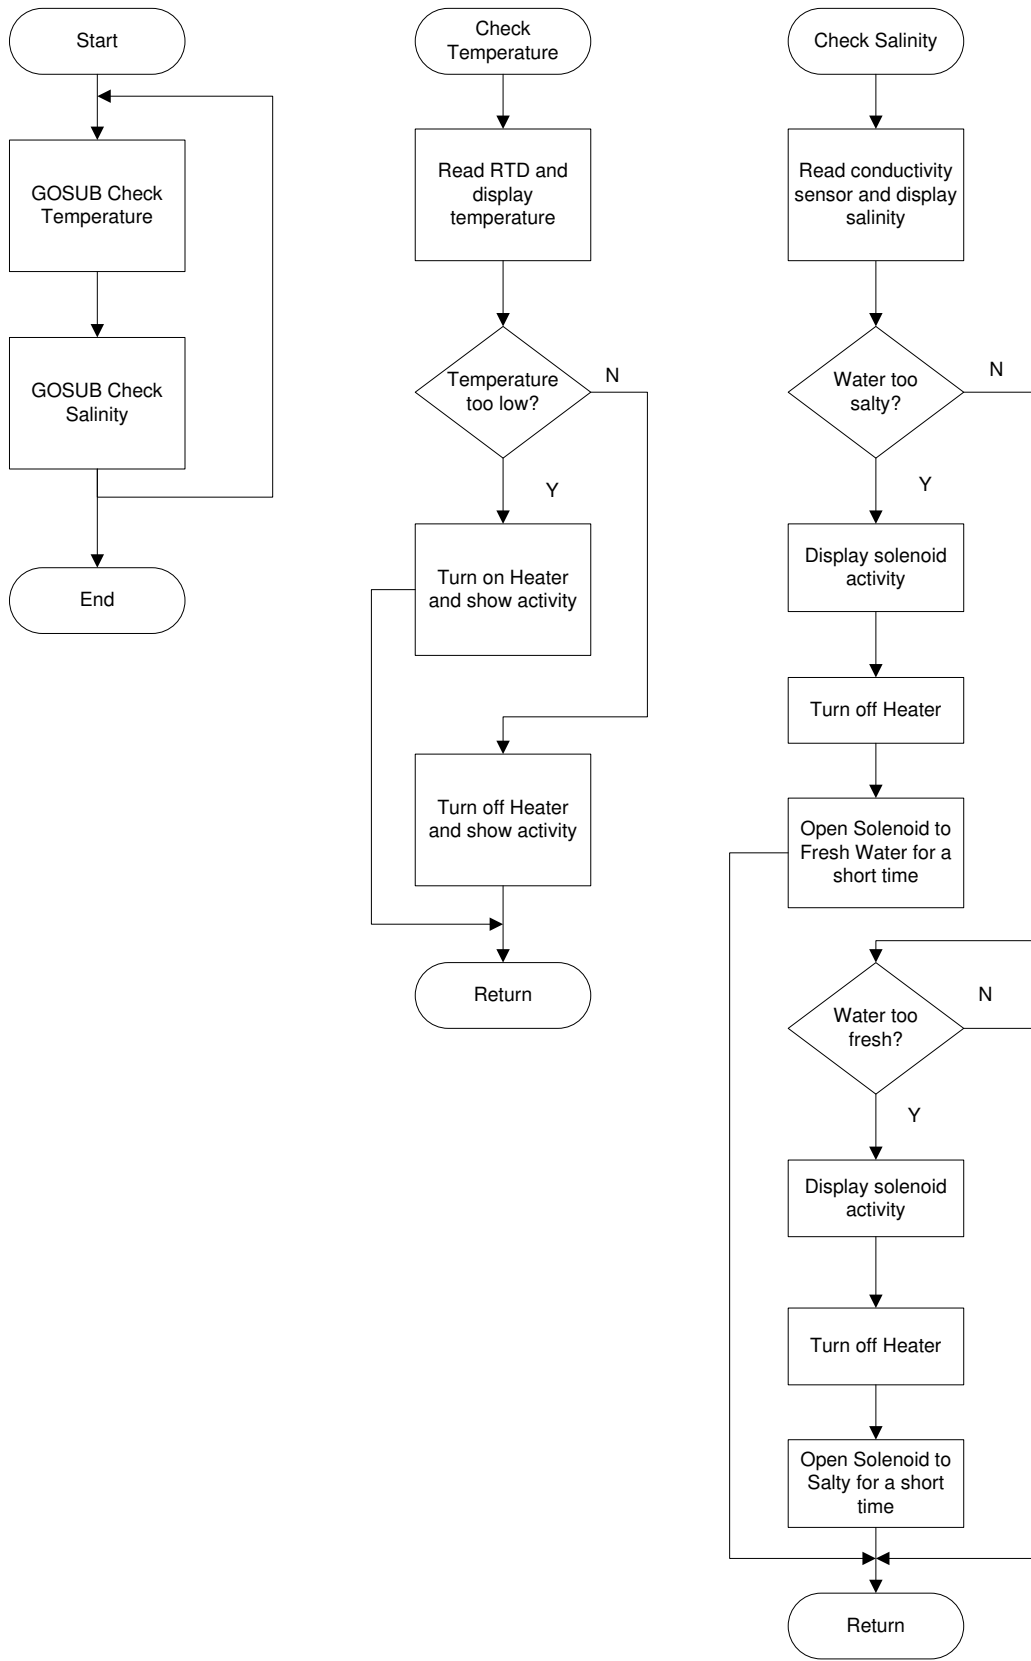 Start
GOSUB Check
Temperature
GOSUB Check
Salinity
End
Check
Temperature
Read RTD and
display
temperature
Temperature
too low?
N
Y
Turn on Heater
and show activity
Turn off Heater
and show activity
Return
Check Salinity
Read conductivity
sensor and display
salinity
Water too
salty?
N
Y
Display solenoid
activity
Turn off Heater
Open Solenoid to
Fresh Water for a
short time
Water too
fresh?
N
Y
Display solenoid
activity
Turn off Heater
Open Solenoid to
Salty for a short
time
Return